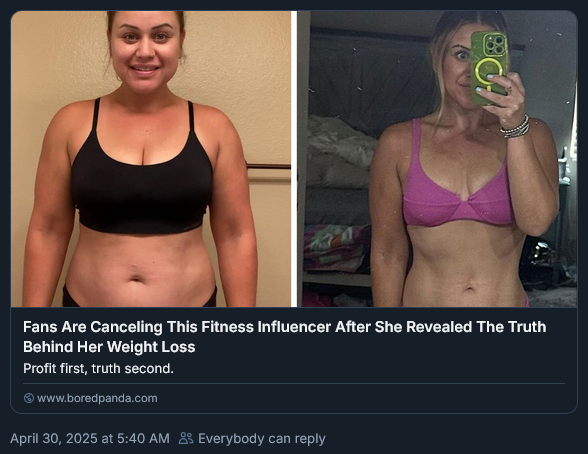 Fans Are Canceling This Fitness Influencer After She Revealed The Truth
Behind Her Weight Loss
Profit first, truth second.
www.boredpanda.com
April 30, 2025 at 5:40 AM Everybody can reply